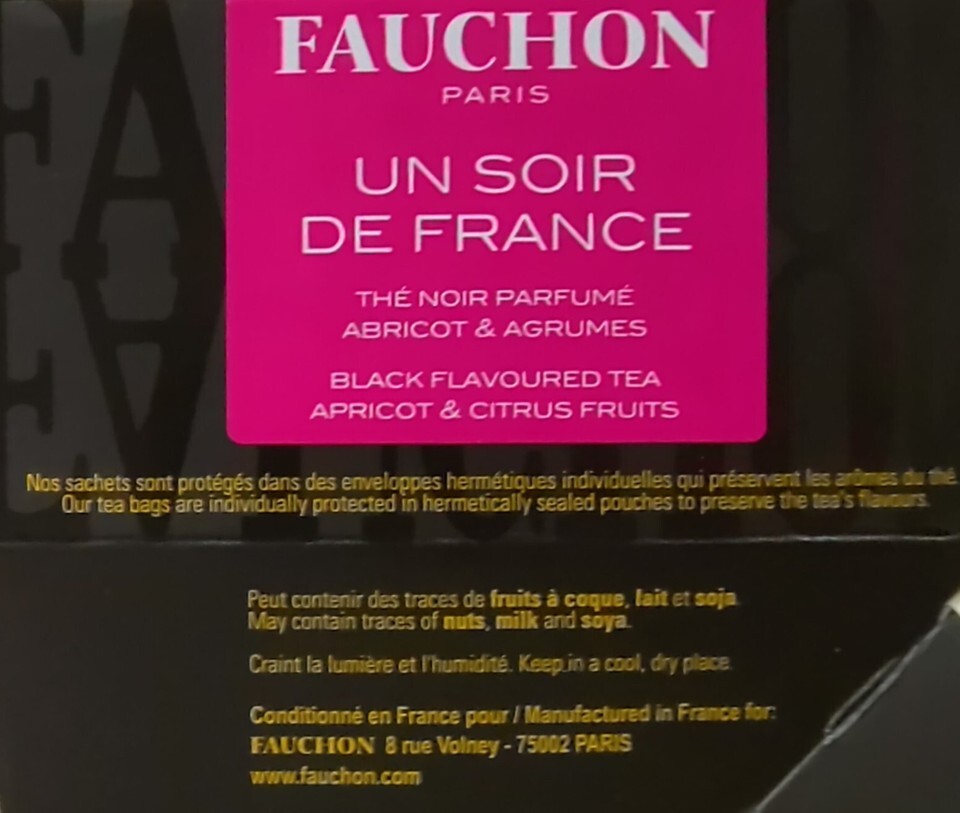 FAUCHON
PARIS
UN SOIR
DE FRANCE
THÉ NOIR PARFUMÉ
ABRICOT & AGRUMES
BLACK FLAVOURED TEA
APRICOT & CITRUS FRUITS
Nos sachets sont protégés dans des enveloppes hermétiques individuelles qui préservent les arômes du thé.
Our tea bags are individually protected in hermetically sealed pouches to preserve the tea's flavours.
Peut contenir des traces de fruits à coque, lait et soja.
May contain traces of nuts, milk and soya.
Craint la lumière et l'humidité. Keep in a cool, dry place.
Conditionné en France pour / Manufactured in France for:
FAUCHON 8 rue Volney - 75002 PARIS
www.fauchon.com